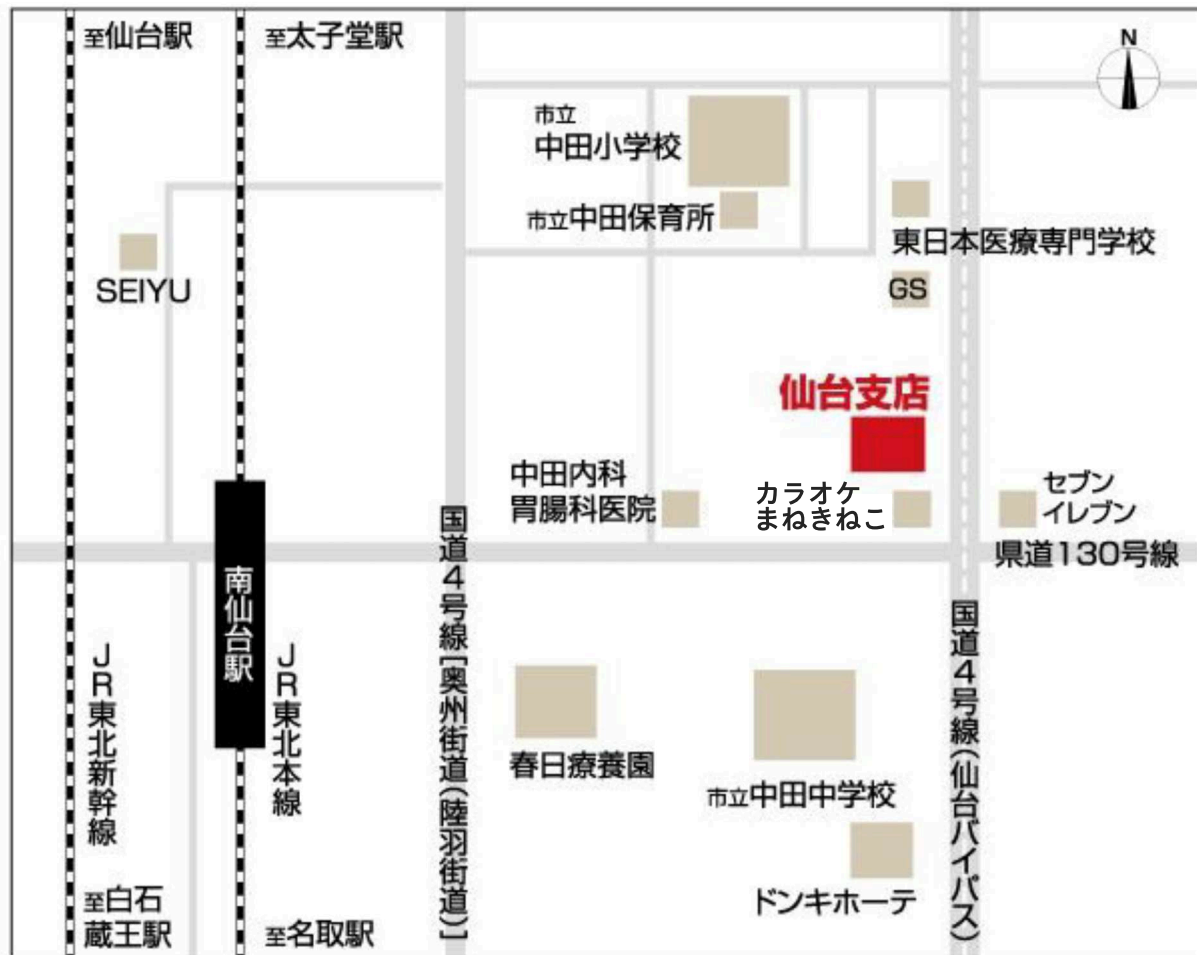 至仙台駅
至太子堂駅
N
市立
中田小学校
市立中田保育所
東日本医療専門学校
SEIYU
GS
仙台支店
中田内科
胃腸科医院
カラオケ
まねきねこ
セブン
イレブン
県道130号線
南仙台駅
国道4号線[奥州街道(陸羽街道)]
国道4号線(仙台バイパス)
JR東北新幹線
JR東北本線
春日療養園
市立中田中学校
ドンキホーテ
至白石
蔵王駅
至名取駅